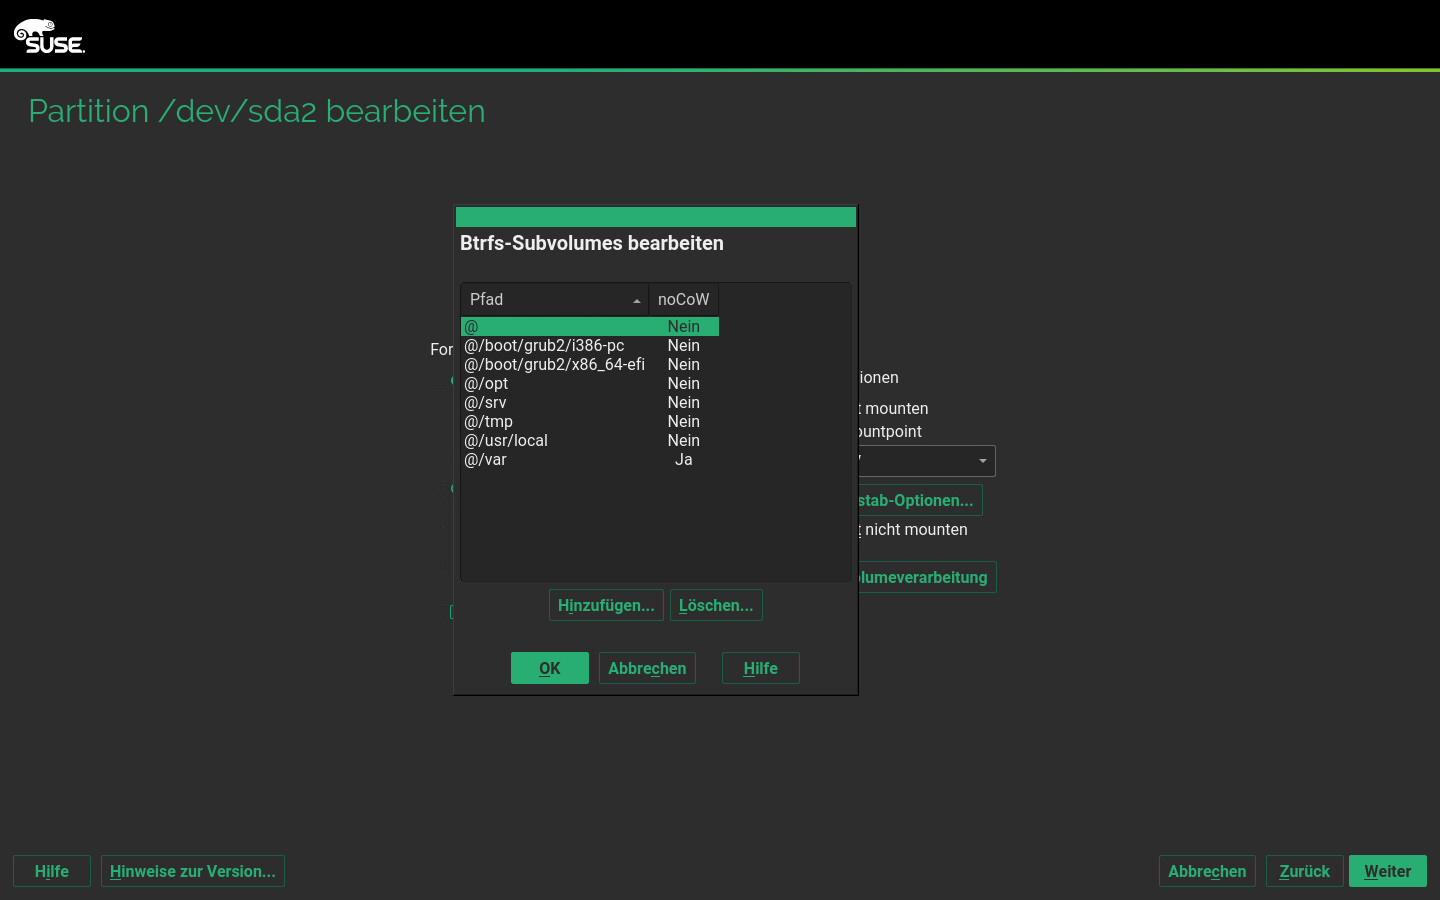 SUSE
Partition /dev/sda2 bearbeiten
Btrfs-Subvolumes bearbeiten
Pfad noCoW
@ Nein
@/boot/grub2/i386-pc Nein
@/boot/grub2/x86_64-efi Nein
@/opt Nein
@/srv Nein
@/tmp Nein
@/usr/local Nein
@/var Ja
Hinzufügen... Löschen...
OK Abbrechen Hilfe
For
ionen
t mounten
ountpoint
/
stab-Optionen...
t nicht mounten
olumeverarbeitung
Hilfe Hinweise zur Version... Abbrechen Zurück Weiter